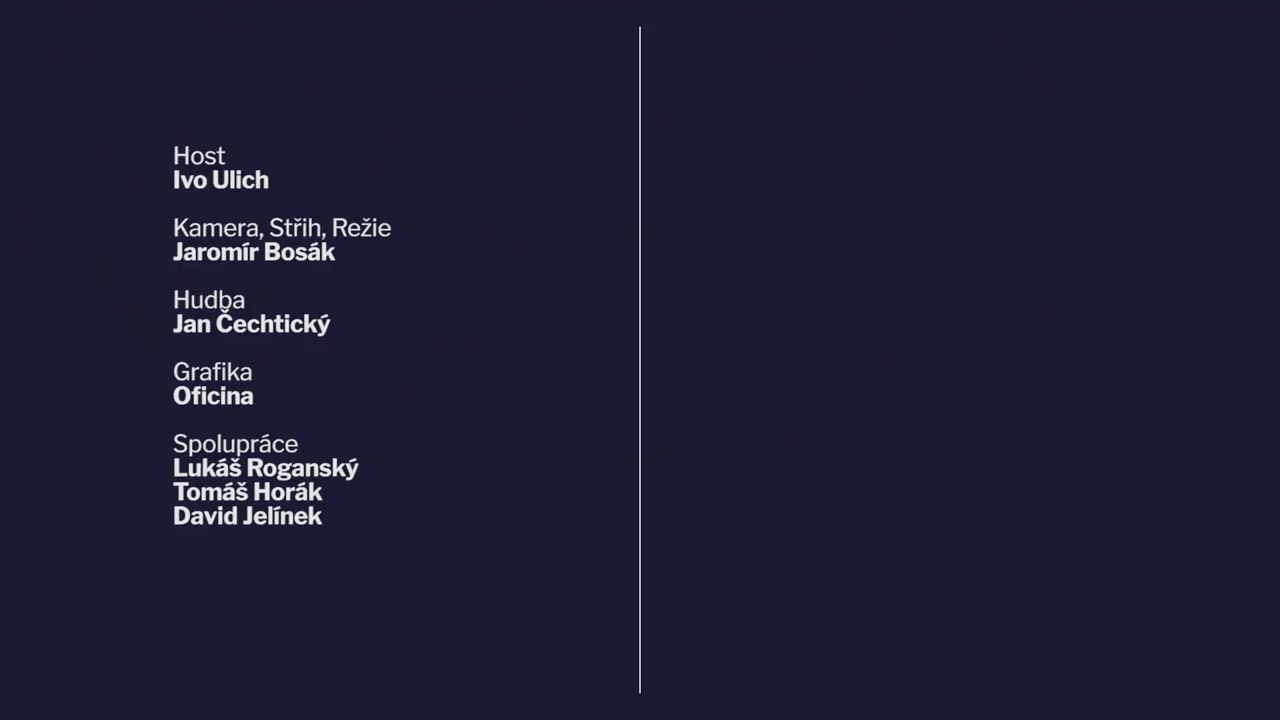 Host
Ivo Ulich
Kamera, Střih, Režie
Jaromír Bosák
Hudba
Jan Čechtický
Grafika
Oficina
Spolupráce
Lukáš Roganský
Tomáš Horák
David Jelínek